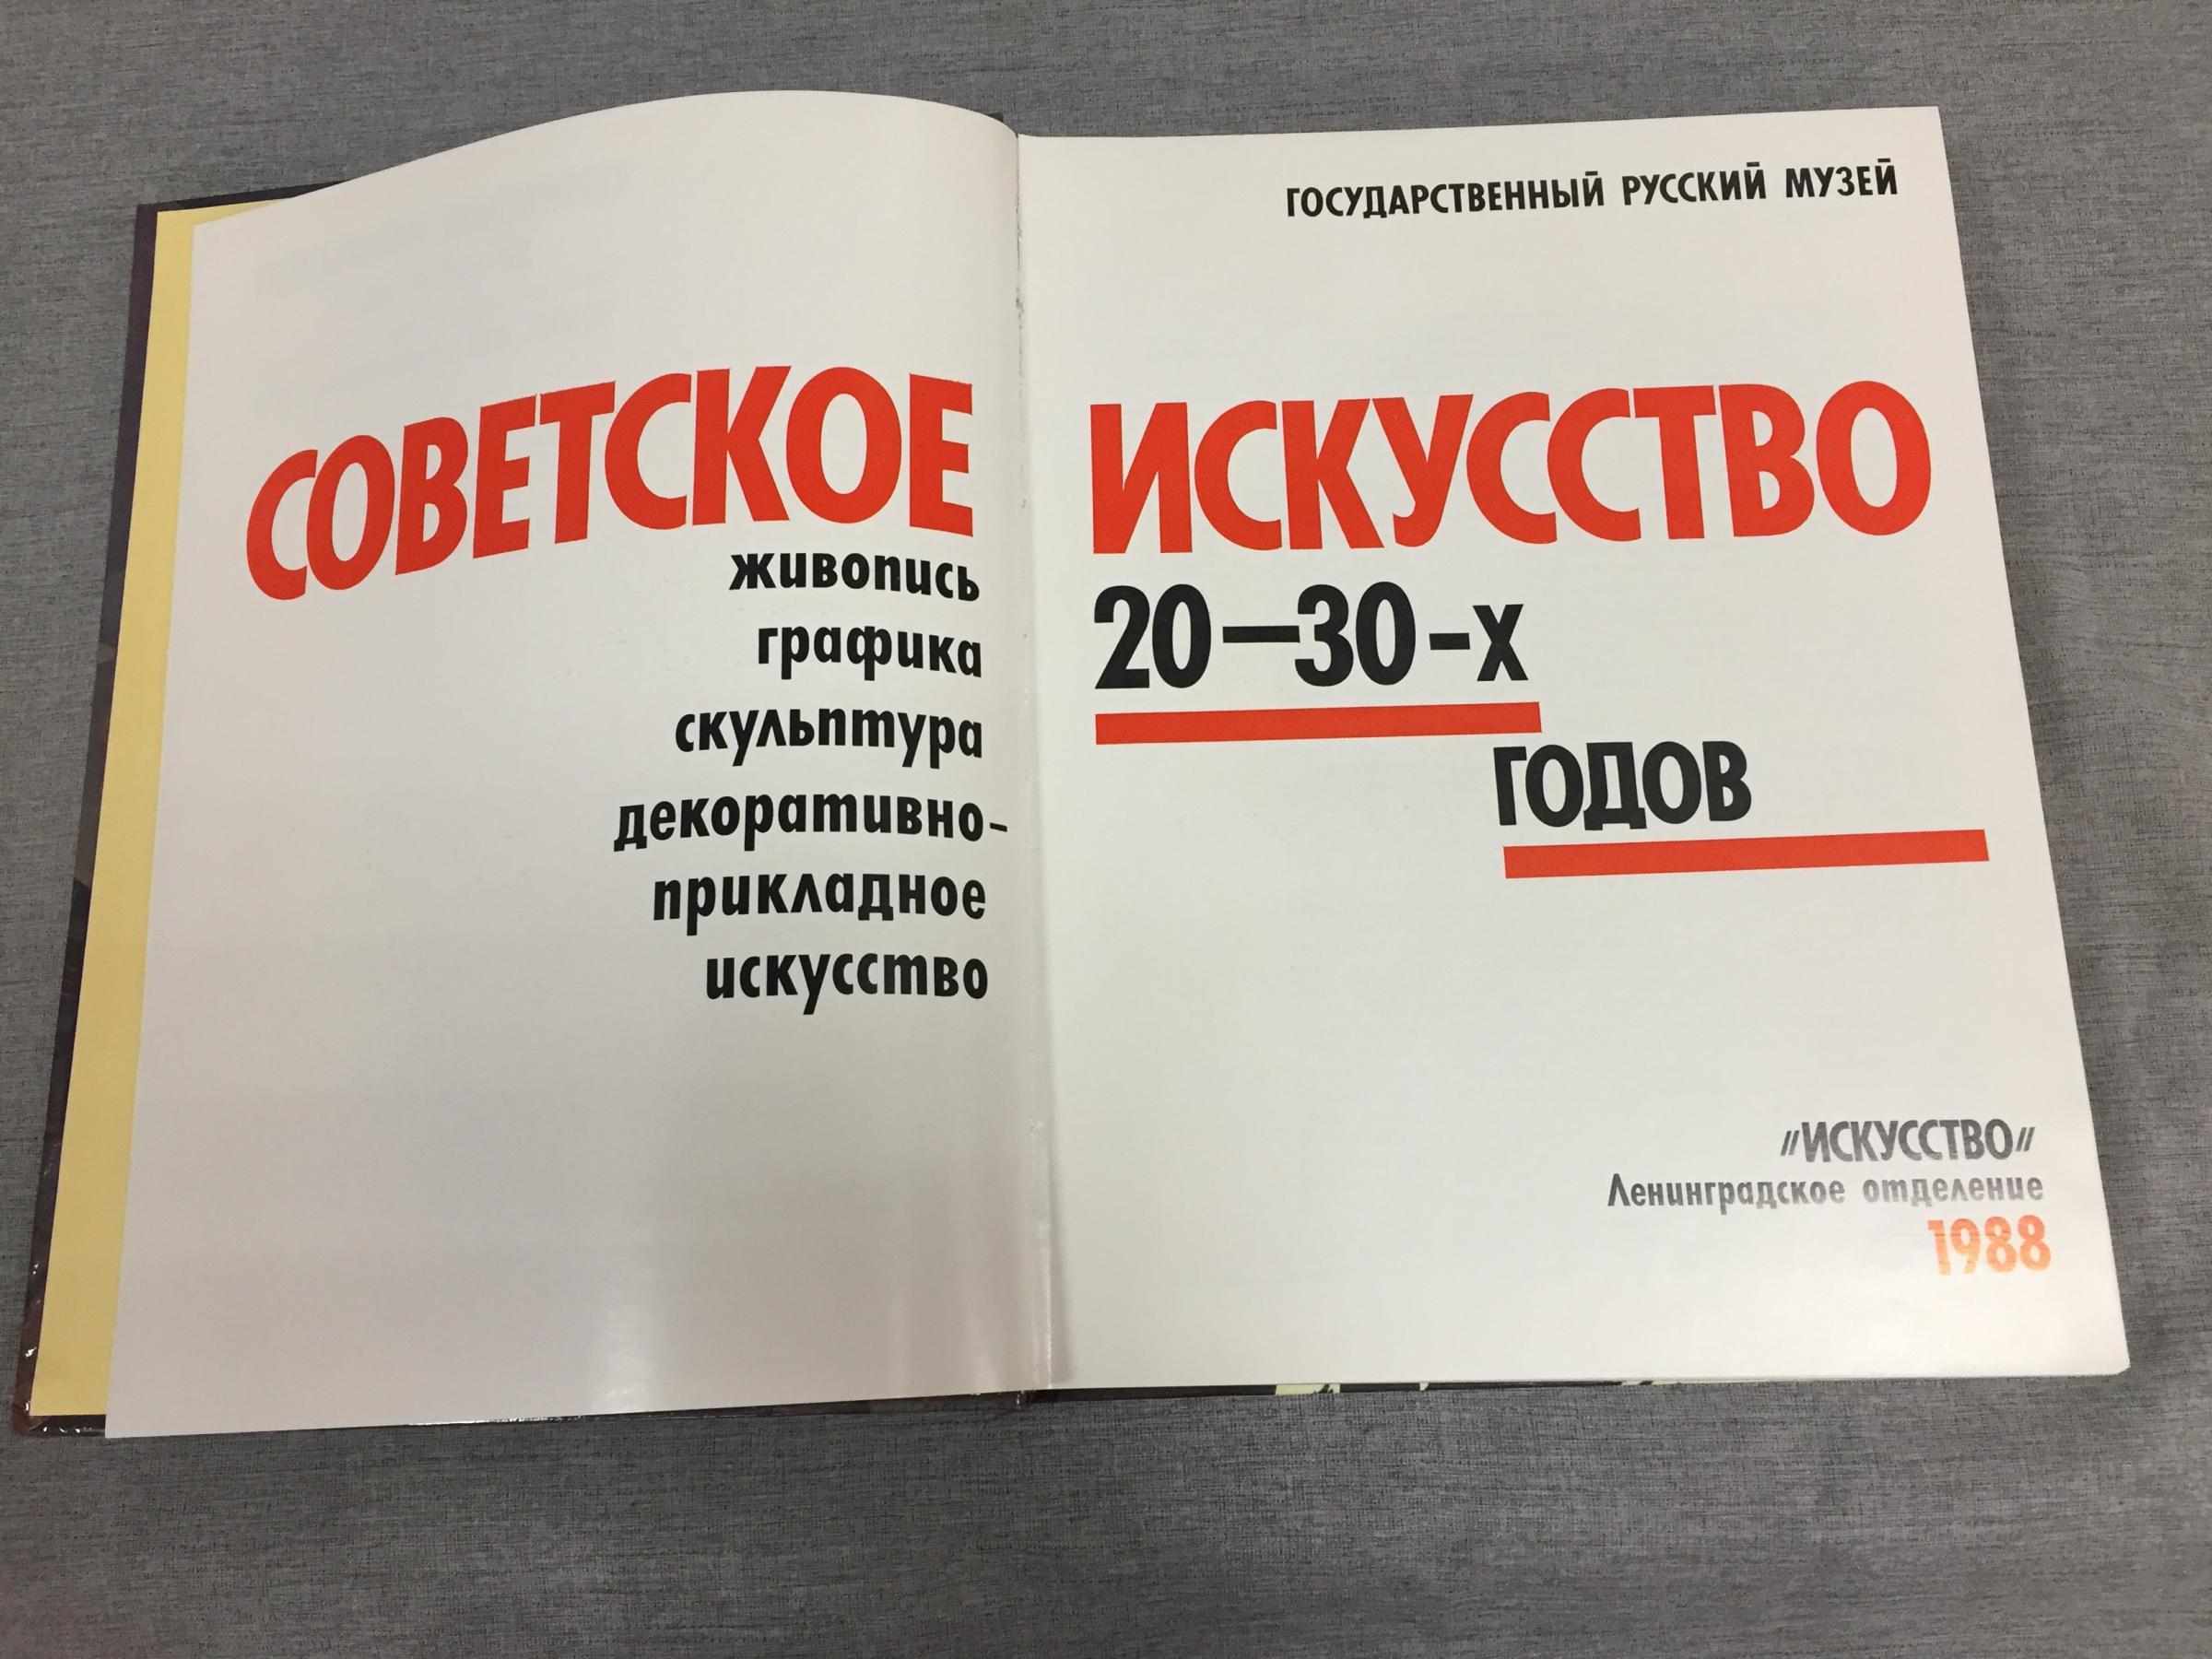 ГОСУДАРСТВЕННЫЙ РУССКИЙ МУЗЕЙ
СОВЕТСКОЕ ИСКУССТВО
20—30-х
ГОДОВ
живопись
графика
скульптура
декоративно-
прикладное
искусство
"ИСКУССТВО"
Ленинградское отделение
1988